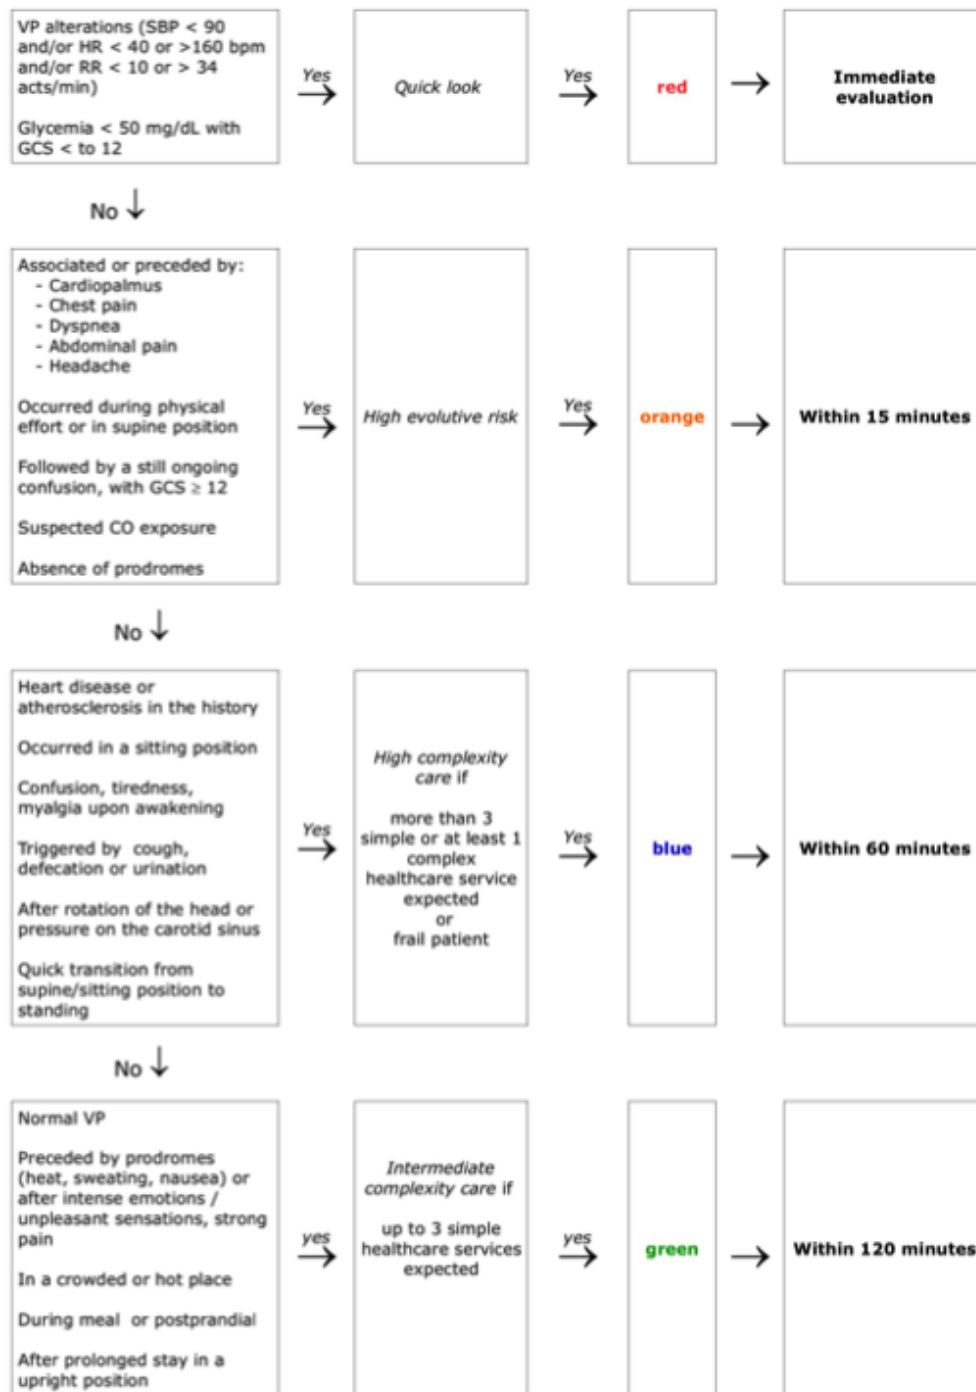 VP alterations (SBP < 90
and/or HR < 40 or >160 bpm
and/or RR < 10 or > 34
acts/min)
Glycemia < 50 mg/dL with
GCS < to 12
Yes
Quick look
Yes
red
Immediate
evaluation
No
Associated or preceded by:
- Cardiopalmus
- Chest pain
- Dyspnea
- Abdominal pain
- Headache
Occurred during physical
effort or in supine position
Followed by a still ongoing
confusion, with GCS ≥ 12
Suspected CO exposure
Absence of prodromes
Yes
High evolutive risk
Yes
orange
Within 15 minutes
No
Heart disease or
atherosclerosis in the history
Occurred in a sitting position
Confusion, tiredness,
myalgia upon awakening
Triggered by cough,
defecation or urination
After rotation of the head or
pressure on the carotid sinus
Quick transition from
supine/sitting position to
standing
Yes
High complexity
care if
more than 3
simple or at least 1
complex
healthcare service
expected
or
frail patient
Yes
blue
Within 60 minutes
No
Normal VP
Preceded by prodromes
(heat, sweating, nausea) or
after intense emotions /
unpleasant sensations, strong
pain
In a crowded or hot place
During meal or postprandial
After prolonged stay in a
upright position
yes
Intermediate
complexity care if
up to 3 simple
healthcare services
expected
yes
green
Within 120 minutes